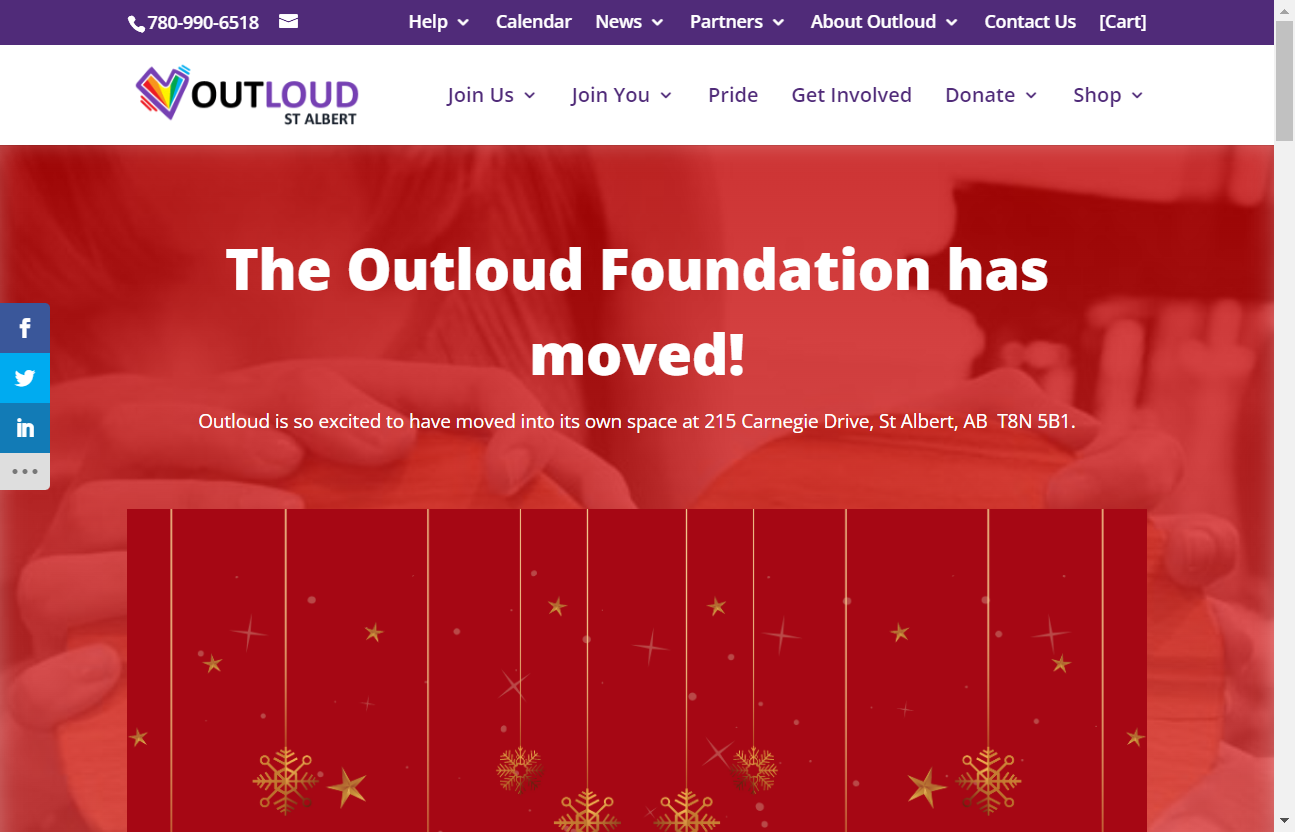 780-990-6518
Help Calendar News Partners About Outloud Contact Us [Cart]
OUTLOUD
ST ALBERT
Join Us Join You Pride Get Involved Donate Shop
The Outloud Foundation has
moved!
Outloud is so excited to have moved into its own space at 215 Carnegie Drive, St Albert, AB T8N 5B1.